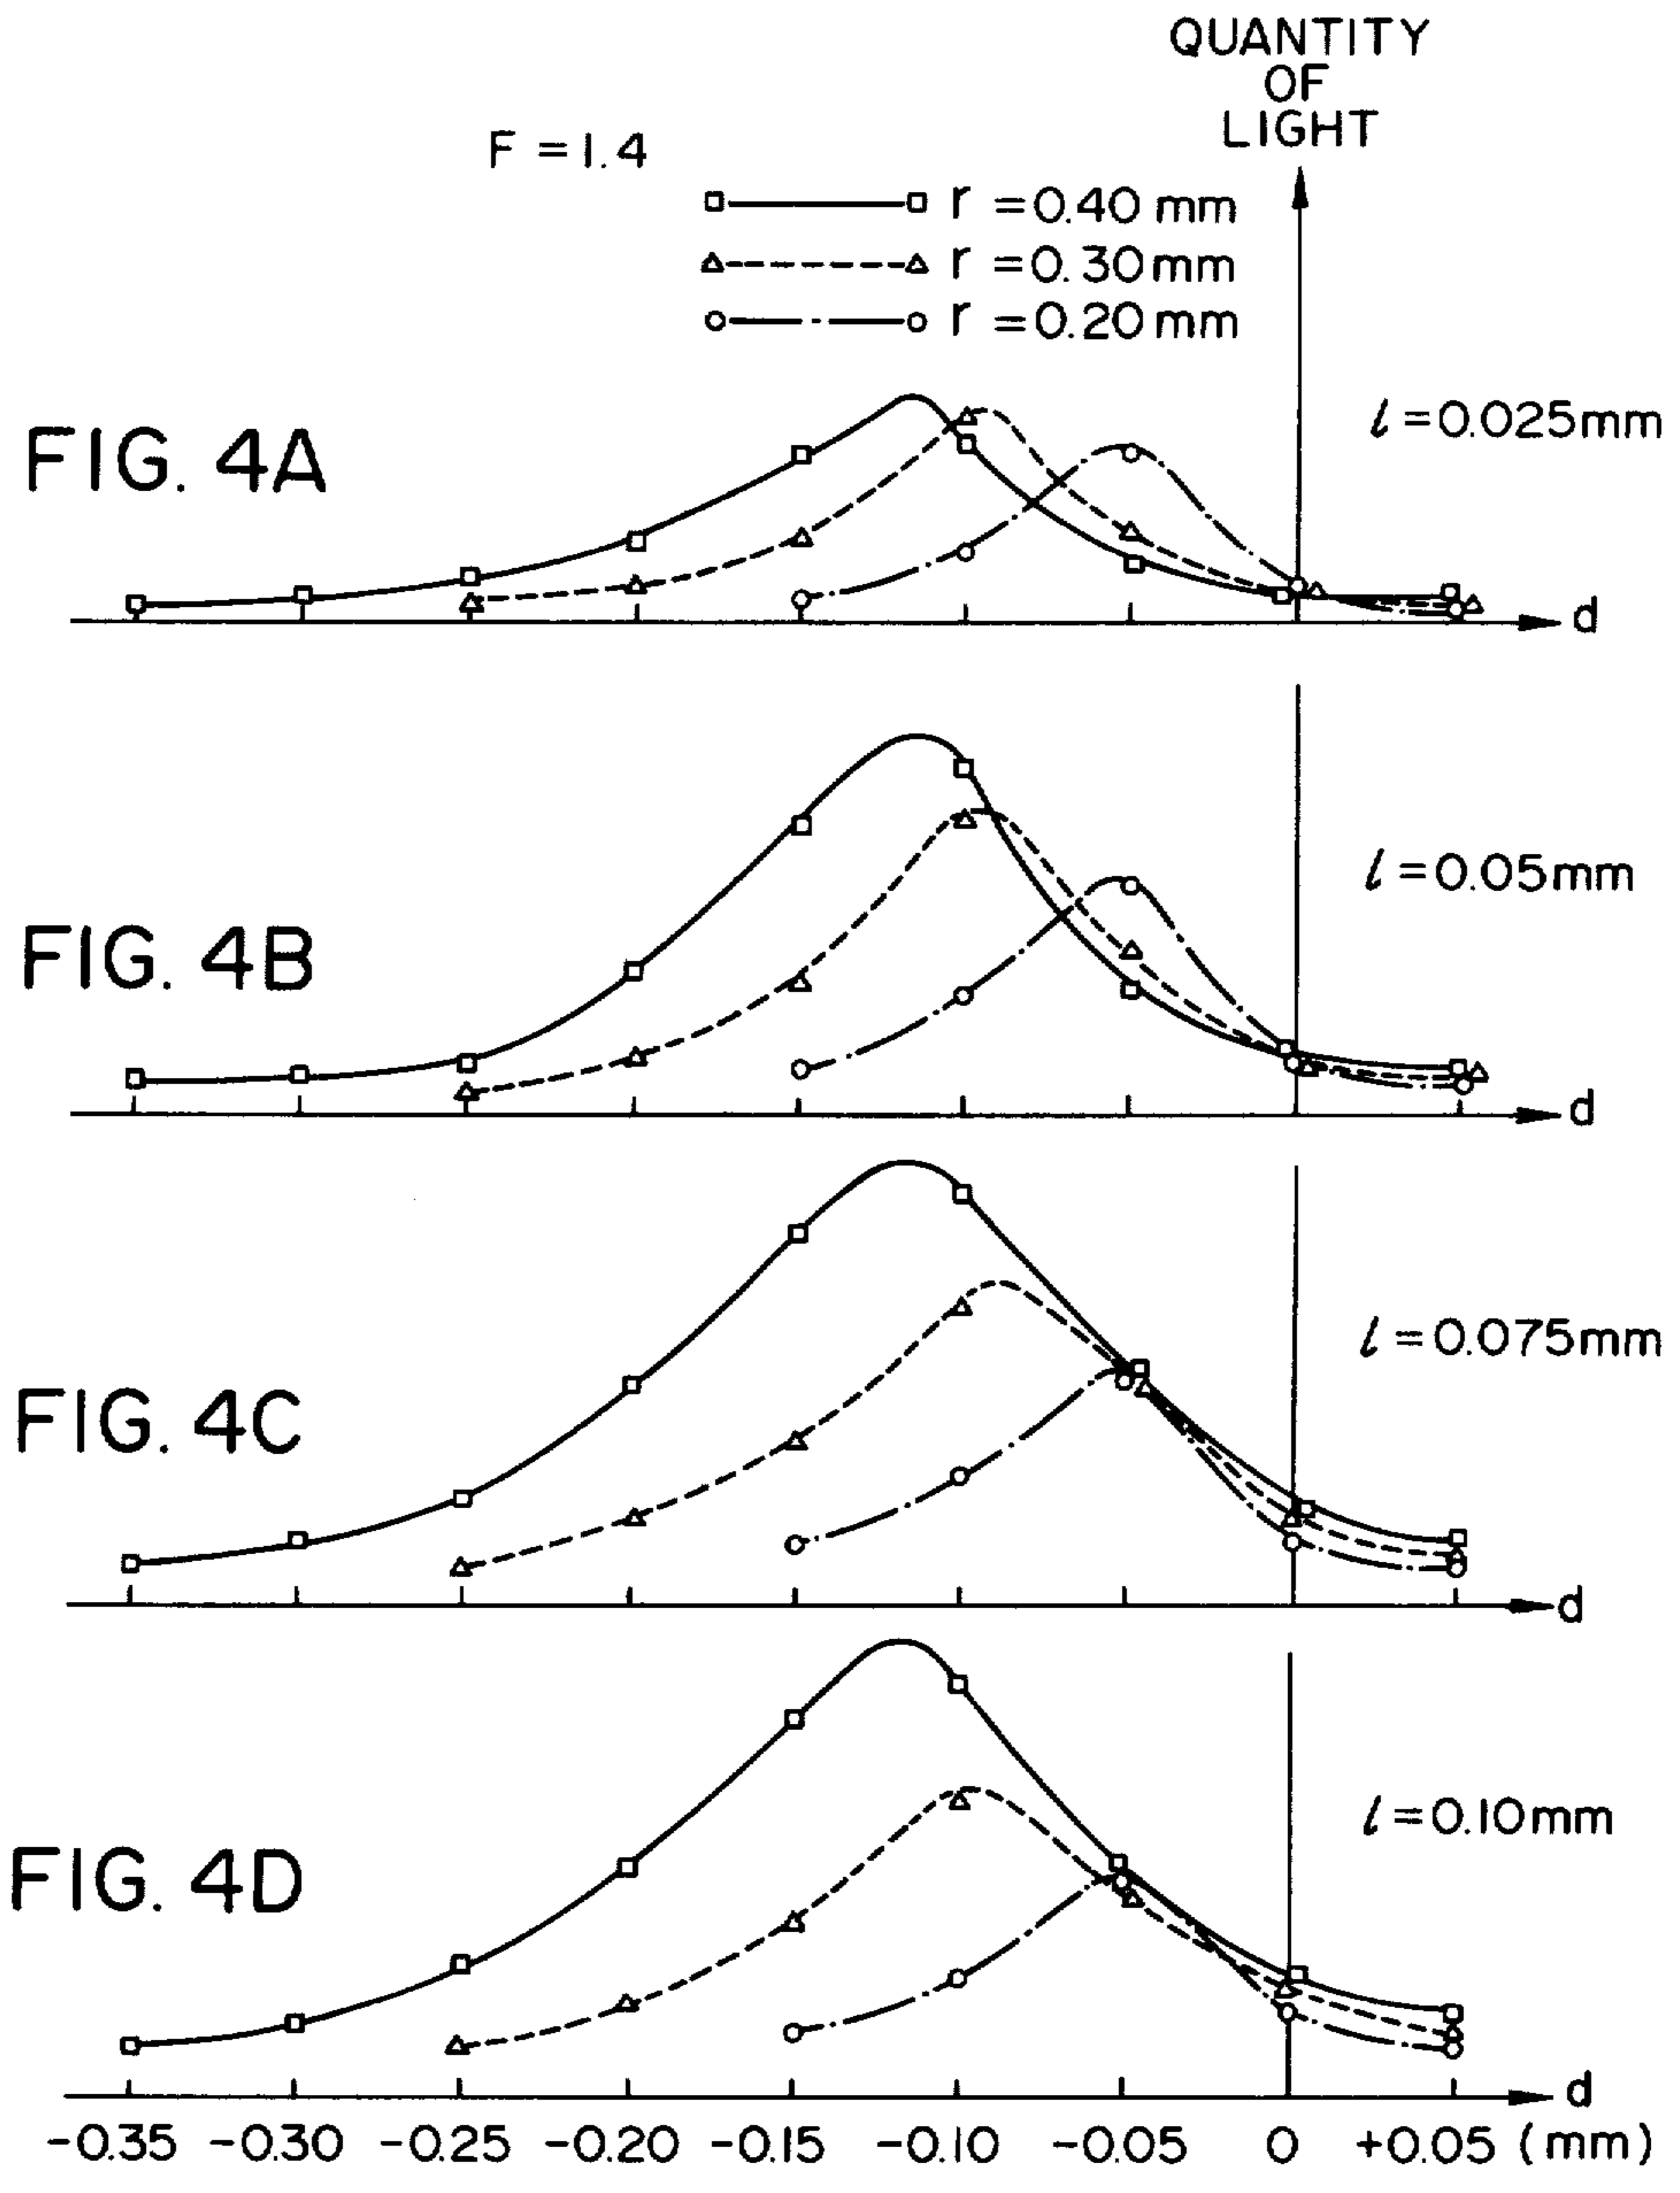 QUANTITY
OF
LIGHT
F = 1.4
r = 0.40 mm
r = 0.30 mm
r = 0.20 mm
FIG. 4A
l = 0.025mm
d
FIG. 4B
l = 0.05mm
d
FIG. 4C
l = 0.075mm
d
FIG. 4D
l = 0.10mm
d
-0.35 -0.30 -0.25 -0.20 -0.15 -0.10 -0.05 0 +0.05 (mm)